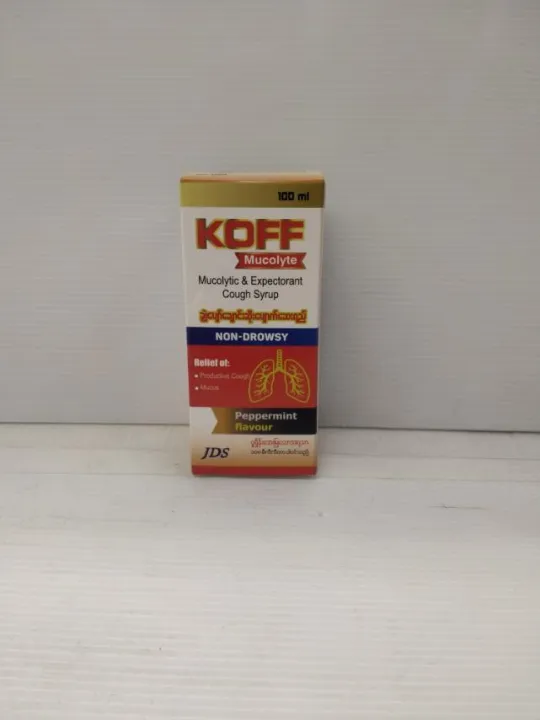 100 ml
KOFF
Mucolyte
Mucolytic & Expectorant
Cough Syrup
NON-DROWSY
Relief of:
Productive Cough
Mucus
Peppermint
flavour
JDS